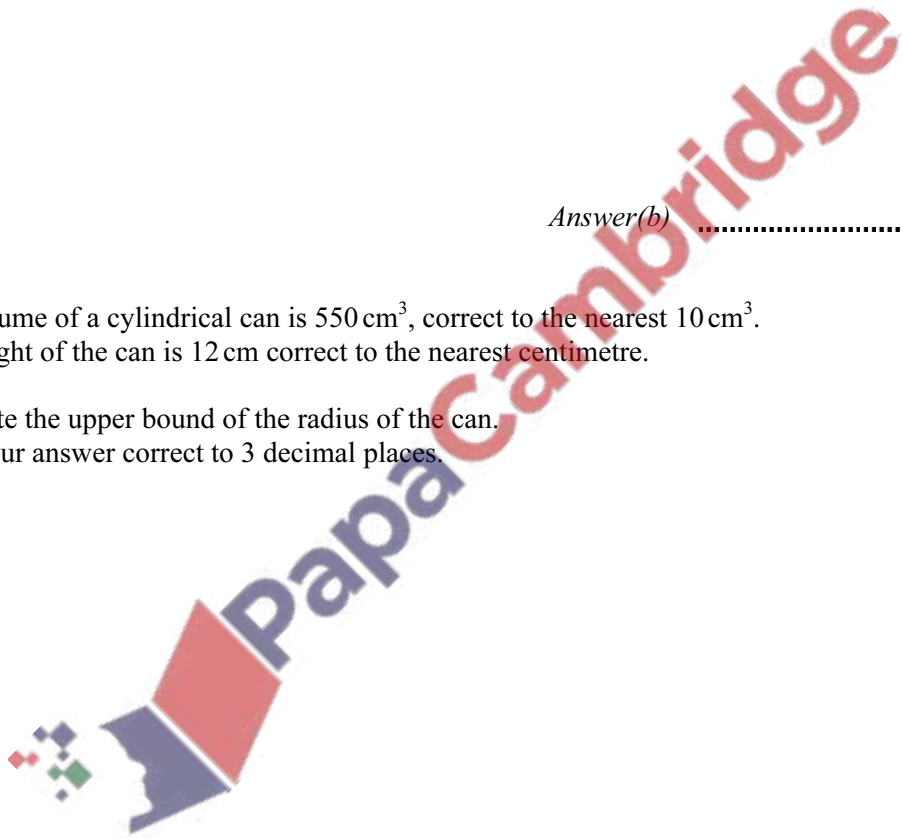 Answer(b) ................................
ume of a cylindrical can is 550 cm³, correct to the nearest 10 cm³.
ght of the can is 12 cm correct to the nearest centimetre.
te the upper bound of the radius of the can.
ur answer correct to 3 decimal places.
PapaCambridge